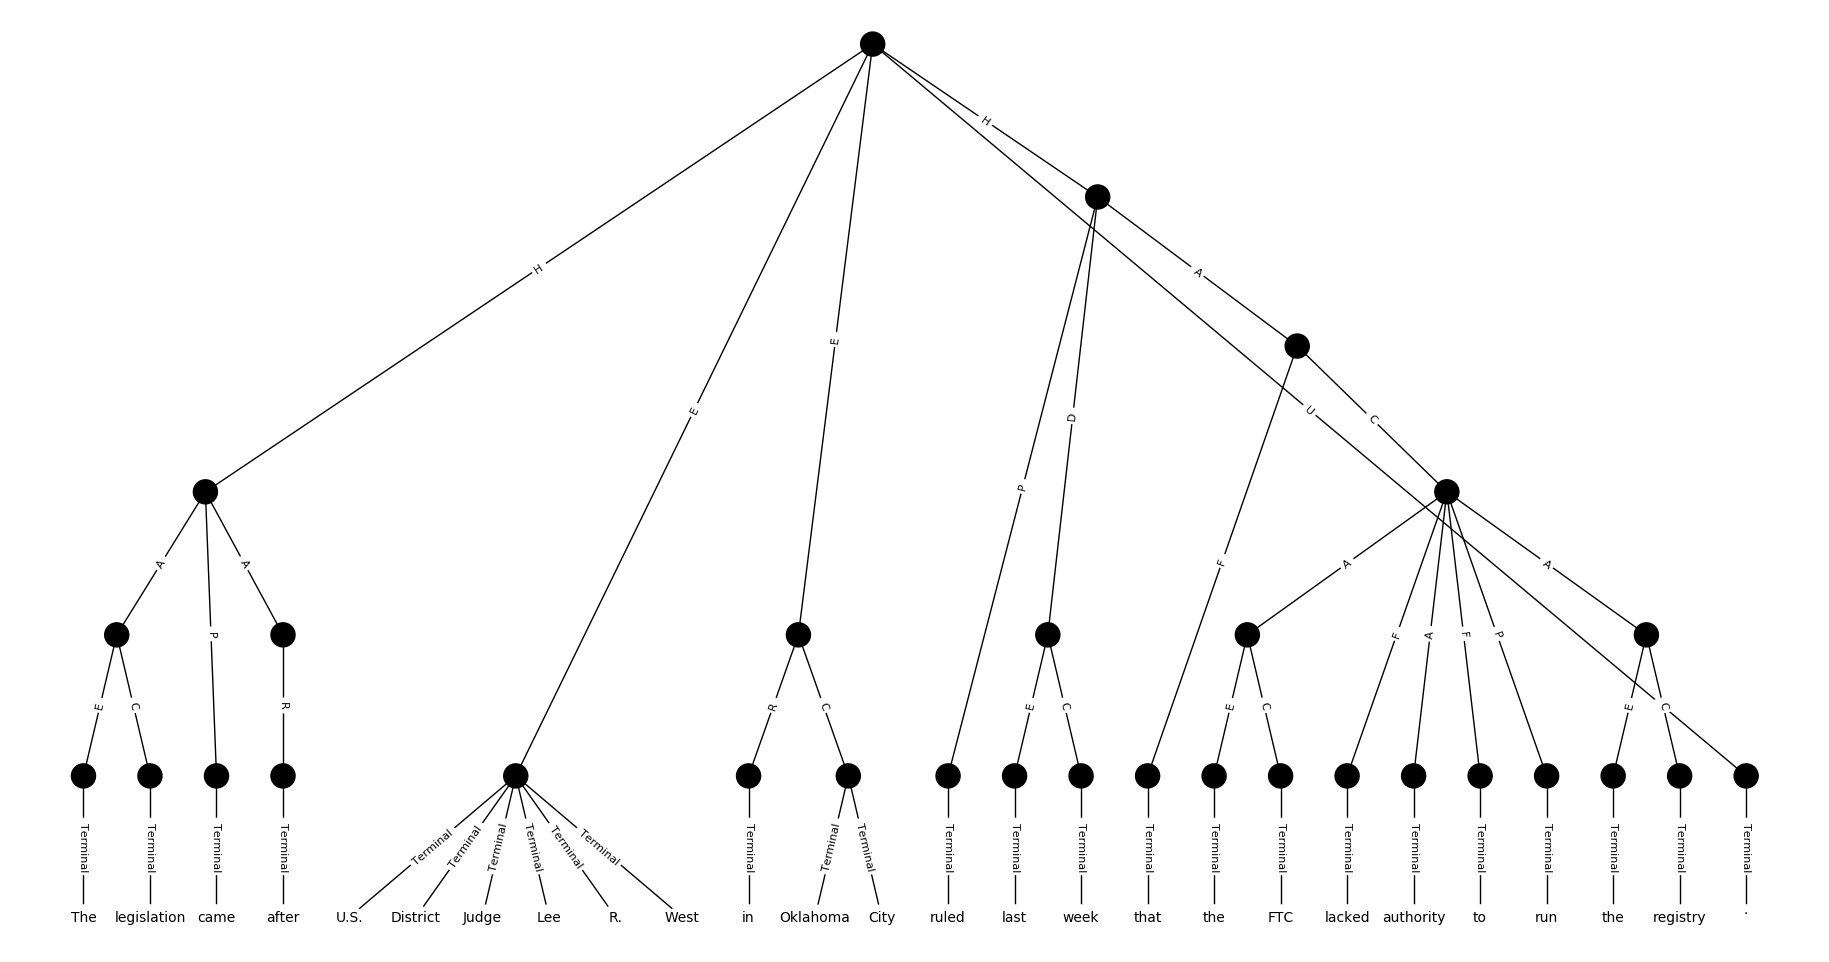 H
H
A
E
H
E
D
U
C
P
A
A
F
A
A
P
F
A
F
P
E
C
R
R
C
E
C
E
C
E
C
Terminal Terminal Terminal Terminal Terminal Terminal Terminal Terminal Terminal Terminal Terminal Terminal Terminal Terminal Terminal Terminal Terminal Terminal Terminal Terminal Terminal Terminal Terminal Terminal Terminal Terminal
The legislation came after U.S. District Judge Lee R. West in Oklahoma City ruled last week that the FTC lacked authority to run the registry .